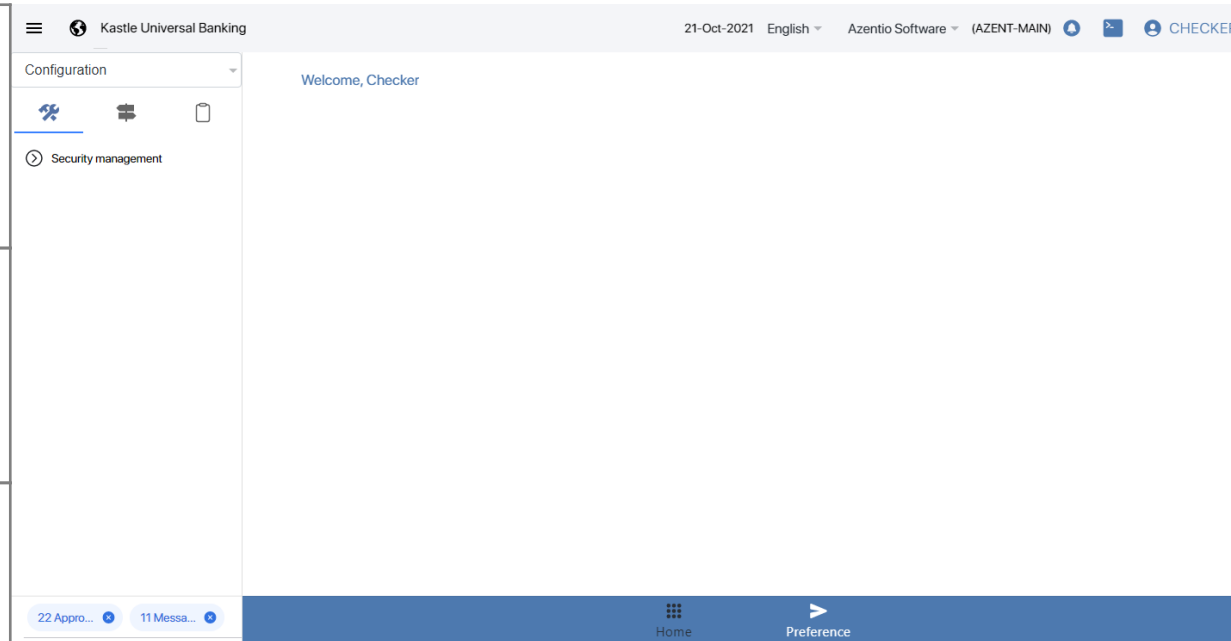 Kastle Universal Banking
21-Oct-2021 English Azentio Software (AZENT-MAIN) CHECKER
Configuration
Welcome, Checker
Security management
22 Appro... 11 Messa...
Home Preference